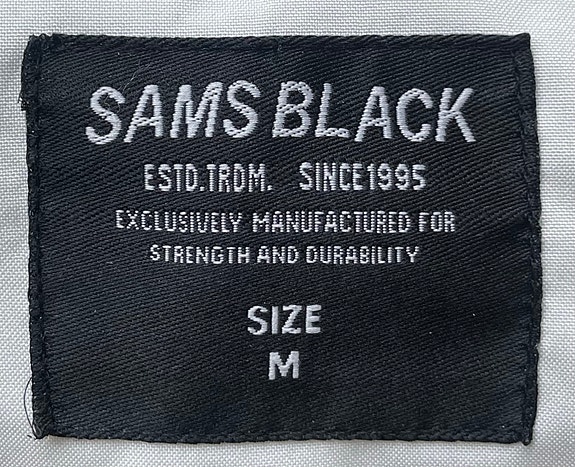 SAMS BLACK
ESTD.TRDM. SINCE1995
EXCLUSIVELY MANUFACTURED FOR
STRENGTH AND DURABILITY
SIZE
M